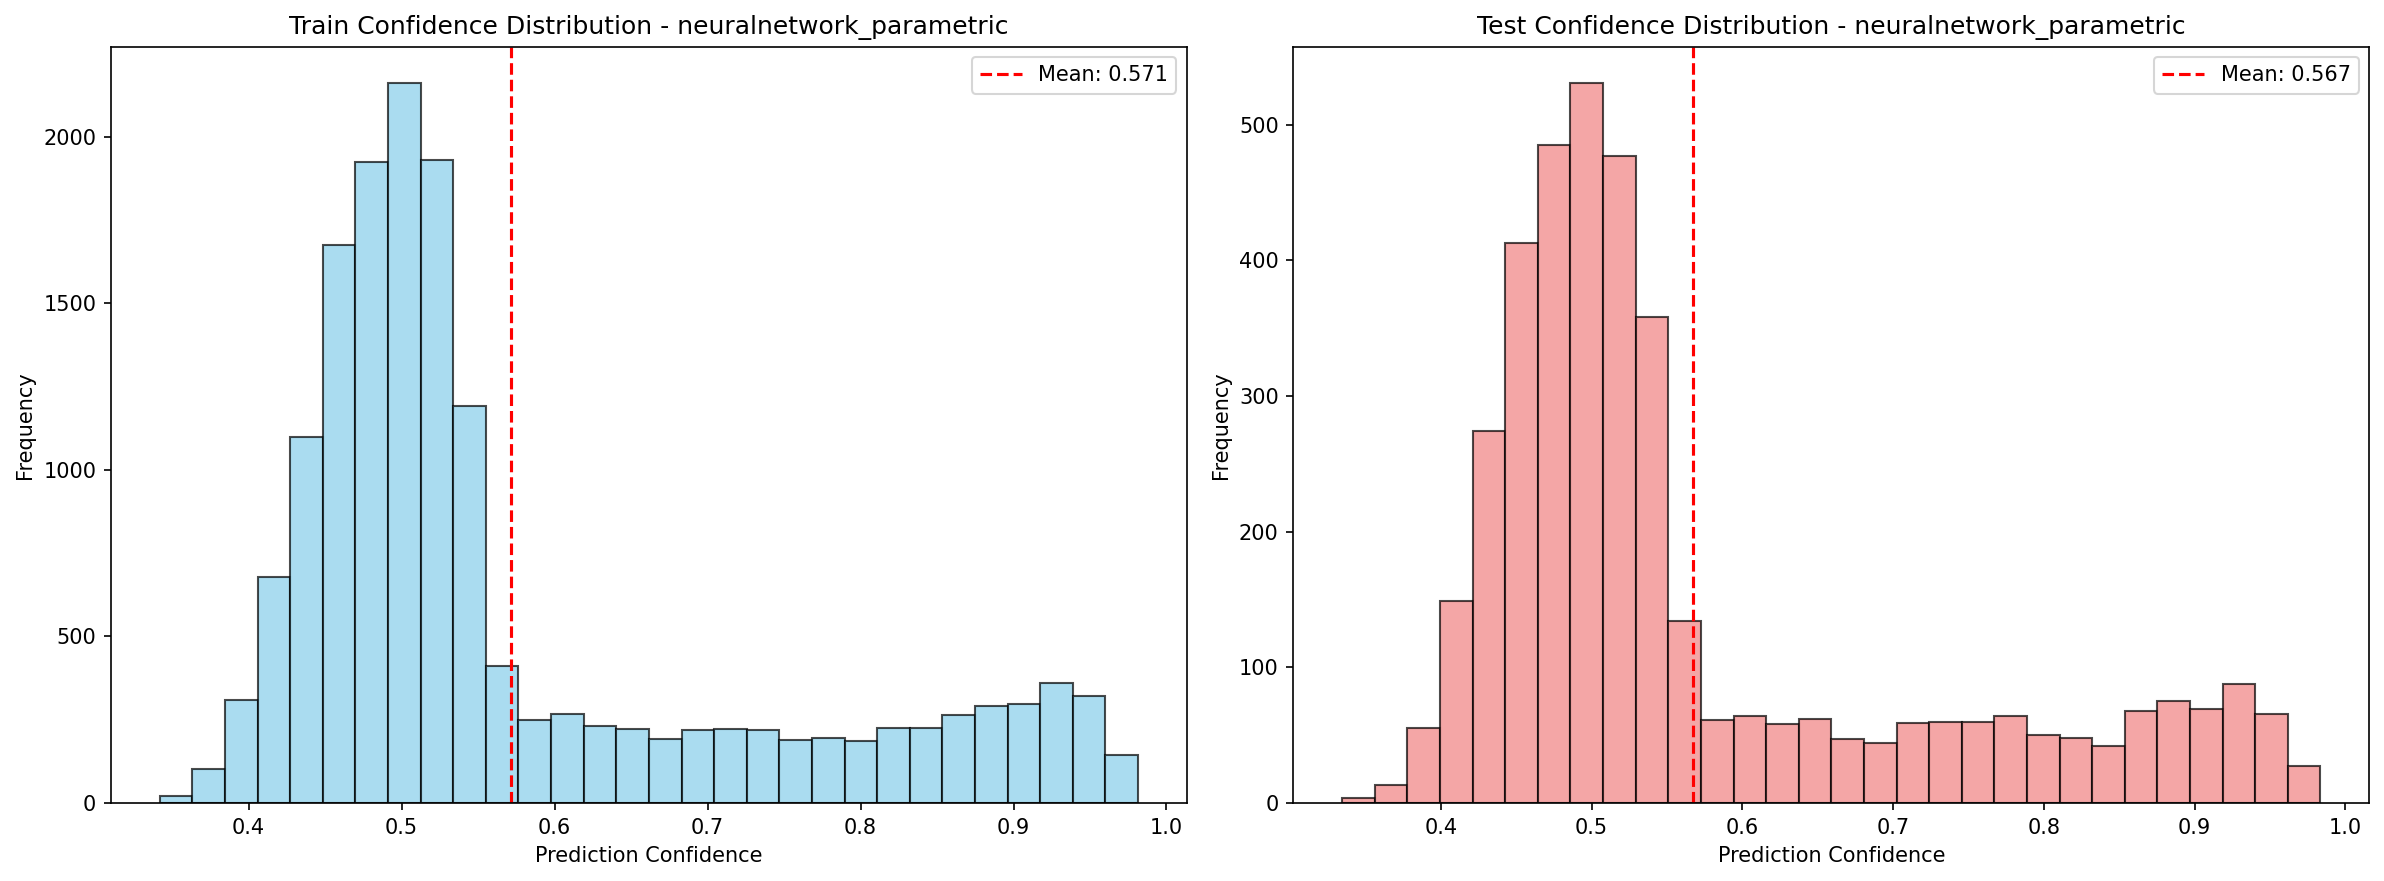 Train Confidence Distribution - neuralnetwork_parametric
Mean: 0.571
Frequency
2000
1500
1000
500
0
0.4 0.5 0.6 0.7 0.8 0.9 1.0
Prediction Confidence
Test Confidence Distribution - neuralnetwork_parametric
Mean: 0.567
Frequency
500
400
300
200
100
0
0.4 0.5 0.6 0.7 0.8 0.9 1.0
Prediction Confidence